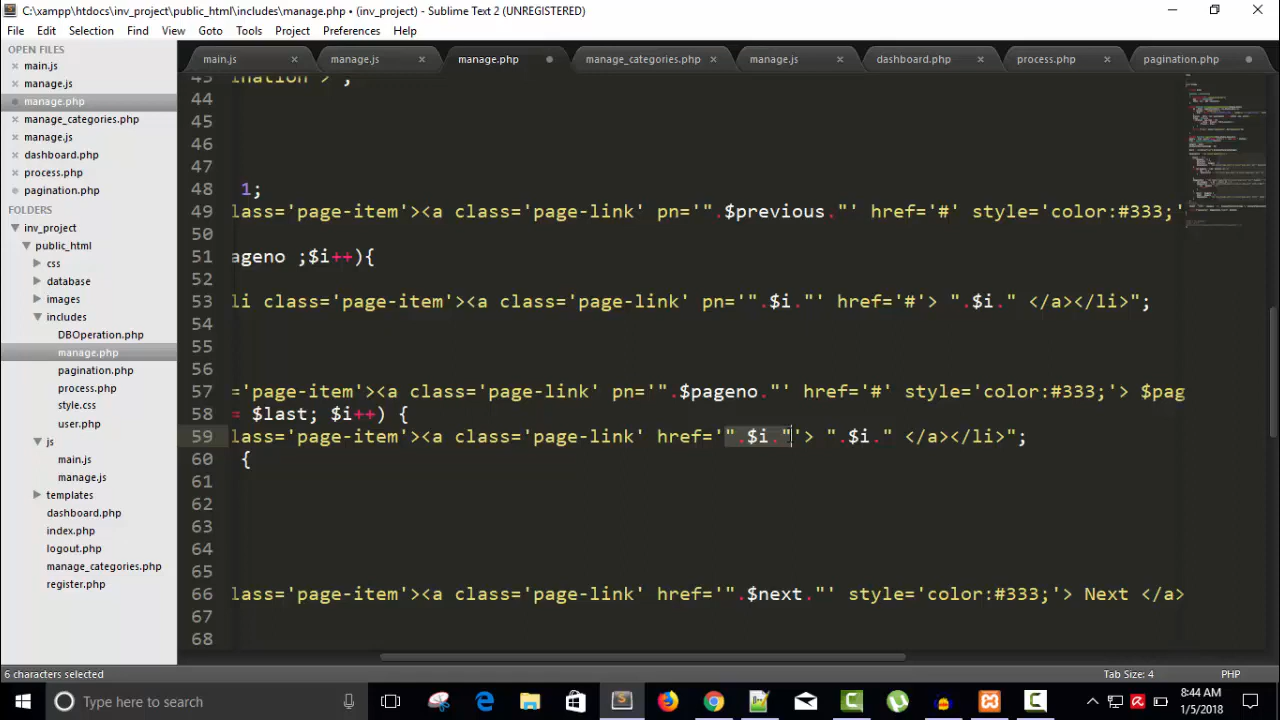 C:\xampp\htdocs\inv_project\public_html\includes\manage.php • (inv_project) - Sublime Text 2 (UNREGISTERED)
File Edit Selection Find View Goto Tools Project Preferences Help
OPEN FILES
main.js
manage.js
manage.php
manage_categories.php
manage.js
dashboard.php
process.php
pagination.php
FOLDERS
inv_project
public_html
css
database
images
includes
DBOperation.php
manage.php
pagination.php
process.php
style.css
user.php
js
main.js
manage.js
templates
dashboard.php
index.php
logout.php
manage_categories.php
register.php
main.js manage.js manage.php manage_categories.php manage.js dashboard.php process.php pagination.php
ination'>";
44
45
46
47
48 1;
49 lass='page-item'><a class='page-link' pn='".$previous."' href='#' style='color:#333;'
50
51 ageno ;$i++){
52
53 li class='page-item'><a class='page-link' pn='".$i."' href='#'> ".$i." </a></li>";
54
55
56
57 ='page-item'><a class='page-link' pn='".$pageno."' href='#' style='color:#333;'> $pag
58 = $last; $i++) {
59 lass='page-item'><a class='page-link' href='".$i."'> ".$i." </a></li>";
60 {
61
62
63
64
65
66 lass='page-item'><a class='page-link' href='".$next."' style='color:#333;'> Next </a>
67
68
6 characters selected Tab Size: 4 PHP
Type here to search
8:44 AM
1/5/2018